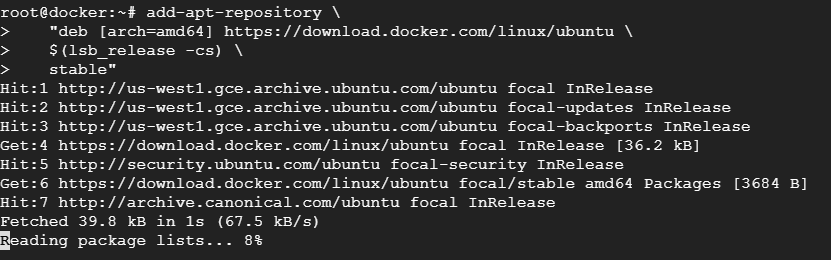 root@docker:~# add-apt-repository \
>    "deb [arch=amd64] https://download.docker.com/linux/ubuntu \
>    $(lsb_release -cs) \
>    stable"
Hit:1 http://us-west1.gce.archive.ubuntu.com/ubuntu focal InRelease
Hit:2 http://us-west1.gce.archive.ubuntu.com/ubuntu focal-updates InRelease
Hit:3 http://us-west1.gce.archive.ubuntu.com/ubuntu focal-backports InRelease
Get:4 https://download.docker.com/linux/ubuntu focal InRelease [36.2 kB]
Hit:5 http://security.ubuntu.com/ubuntu focal-security InRelease
Get:6 https://download.docker.com/linux/ubuntu focal/stable amd64 Packages [3684 B]
Hit:7 http://archive.canonical.com/ubuntu focal InRelease
Fetched 39.8 kB in 1s (67.5 kB/s)
Reading package lists... 8%